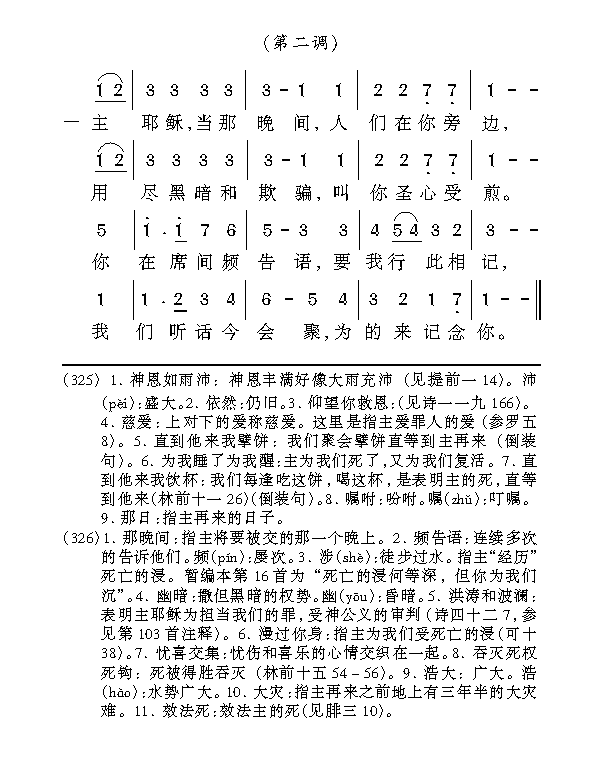 (第二调)
1 2 | 3 3 3 3 | 3 - 1 1 | 2 2 7 7 | 1 - -
一 主 耶稣,当那 晚 间,人 们在你旁 边,
1 2 | 3 3 3 3 | 3 - 1 1 | 2 2 7 7 | 1 - -
用 尽黑暗和 欺 骗,叫 你圣心受 煎。
5 | 1 . 1 7 6 | 5 - 3 3 | 4 5 4 3 2 | 3 - -
你 在席间频 告 语,要 我行 此相 记,
1 | 1 . 2 3 4 | 6 - 5 4 | 3 2 1 7 | 1 - -
我 们听话今 会 聚,为 的来记念 你。
(325) 1. 神恩如雨沛: 神恩丰满好像大雨充沛 (见提前一 14)。沛
(pèi):盛大。2. 依然:仍旧。3. 仰望你救恩:(见诗一一九 166)。
4. 慈爱: 上对下的爱称慈爱。这里是指主爱罪人的爱 (参罗五
8)。5. 直到他来我擘饼: 我们聚会擘饼直等到主再来 (倒装
句)。6. 为我睡了为我醒:主为我们死了,又为我们复活。7. 直
到他来我饮杯:我们每逢吃这饼,喝这杯,是表明主的死,直等
到他来(林前十一 26)(倒装句)。8. 嘱咐:吩咐。嘱(zhǔ):叮嘱。
9. 那日:指主再来的日子。
(326) 1. 那晚间:指主将要被交的那一个晚上。2. 频告语:连续多次
的告诉他们。频(pín):屡次。3. 涉(shè):徒步过水。指主“经历”
死亡的浸。暂编本第 16 首为“死亡的浸何等深,但你为我们
沉”。4. 幽暗:撒但黑暗的权势。幽(yōu):昏暗。5. 洪涛和波澜:
表明主耶稣为担当我们的罪,受神公义的审判 (诗四十二 7,参
见第 103 首注释)。6. 漫过你身:指主为我们受死亡的浸(可十
38)。7. 忧喜交集:忧伤和喜乐的心情交织在一起。8. 吞灭死权
死钩: 死被得胜吞灭 (林前十五 54－56)。9. 浩大: 广大。浩
(hào):水势广大。10. 大灾:指主再来之前地上有三年半的大灾
难。11. 效法死:效法主的死(见腓三 10)。